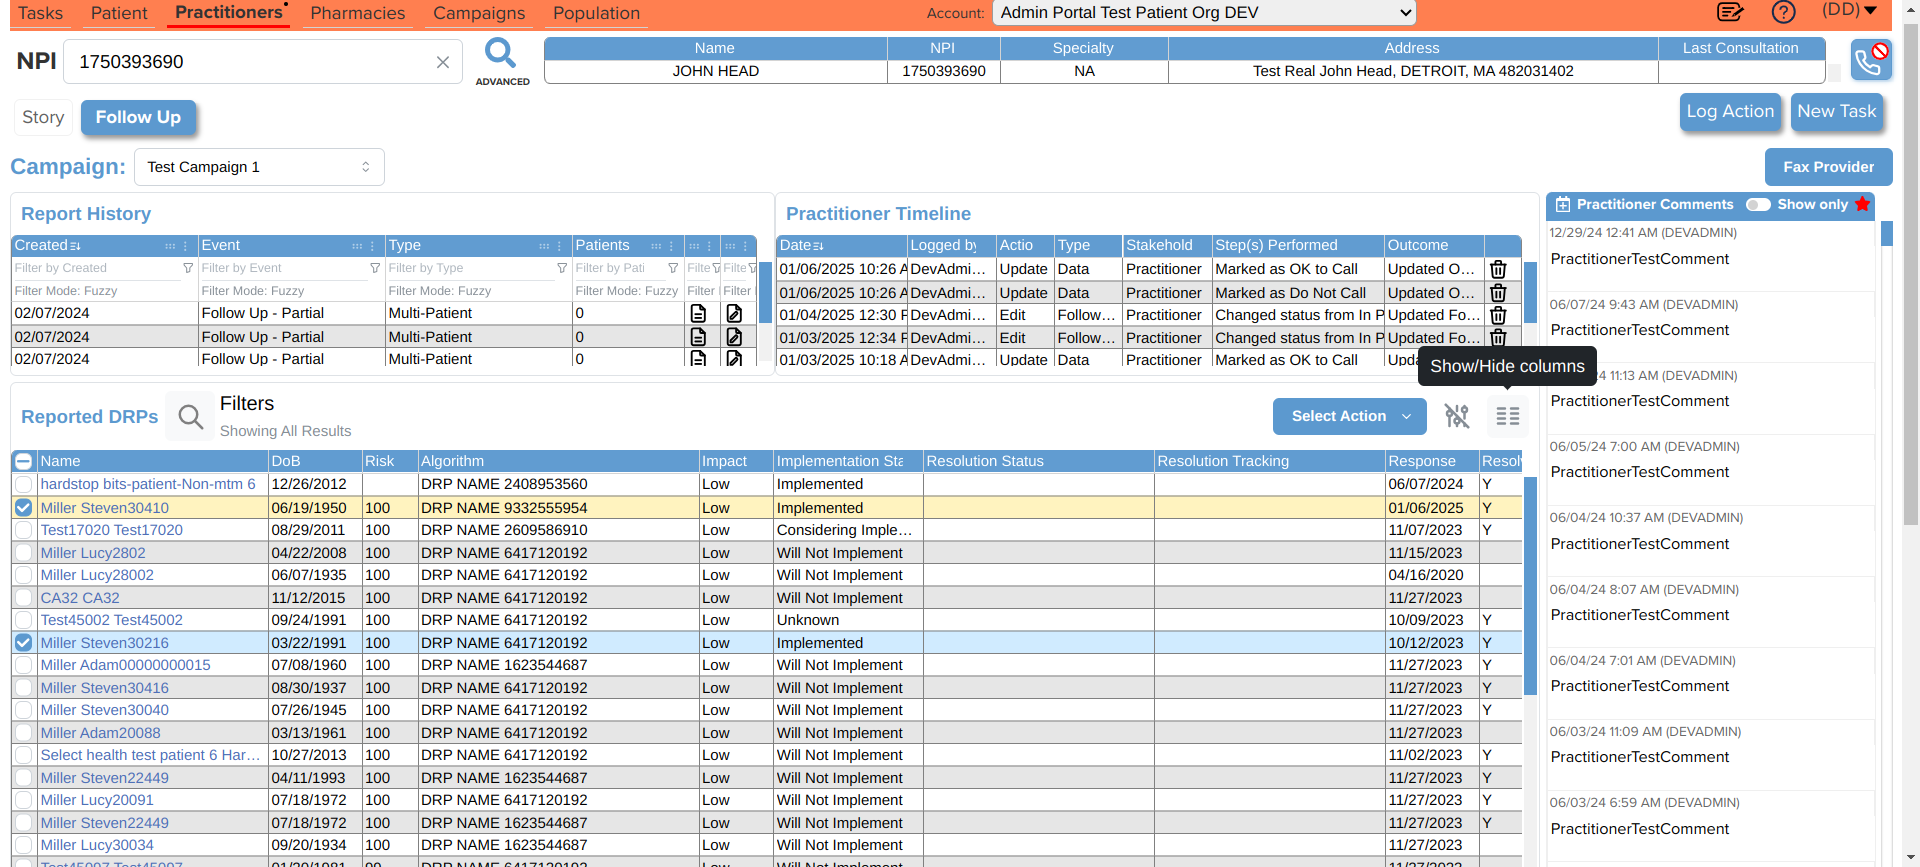 Tasks Patient Practitioners Pharmacies Campaigns Population Account: Admin Portal Test Patient Org DEV (DD)
NPI 1750393690 ADVANCED
Name NPI Specialty Address Last Consultation
JOHN HEAD 1750393690 NA Test Real John Head, DETROIT, MA 482031402
Story Follow Up Log Action New Task
Campaign: Test Campaign 1 Fax Provider
Report History
Created Event Type Patients
Filter by Created Filter by Event Filter by Type Filter by Pati Filte Filte
Filter Mode: Fuzzy Filter Mode: Fuzzy Filter Mode: Fuzzy Filter Mode: Fuzzy Filter Filter
02/07/2024 Follow Up - Partial Multi-Patient 0
02/07/2024 Follow Up - Partial Multi-Patient 0
02/07/2024 Follow Up - Partial Multi-Patient 0
Practitioner Timeline
Date Logged by Actio Type Stakehold Step(s) Performed Outcome
01/06/2025 10:26 A DevAdmi... Update Data Practitioner Marked as OK to Call Updated O...
01/06/2025 10:26 A DevAdmi... Update Data Practitioner Marked as Do Not Call Updated O...
01/04/2025 12:30 F DevAdmi... Edit Follow... Practitioner Changed status from In P Updated Fo...
01/03/2025 12:34 F DevAdmi... Edit Follow... Practitioner Changed status from In P Updated Fo...
01/03/2025 10:18 A DevAdmi... Update Data Practitioner Marked as OK to Call Upda
Show/Hide columns
Practitioner Comments Show only
12/29/24 12:41 AM (DEVADMIN)
PractitionerTestComment
06/07/24 9:43 AM (DEVADMIN)
PractitionerTestComment
24 11:13 AM (DEVADMIN)
PractitionerTestComment
06/05/24 7:00 AM (DEVADMIN)
PractitionerTestComment
06/04/24 10:37 AM (DEVADMIN)
PractitionerTestComment
06/04/24 8:07 AM (DEVADMIN)
PractitionerTestComment
06/04/24 7:01 AM (DEVADMIN)
PractitionerTestComment
06/03/24 11:09 AM (DEVADMIN)
PractitionerTestComment
06/03/24 6:59 AM (DEVADMIN)
PractitionerTestComment
Reported DRPs Filters
Showing All Results
Select Action
Name DoB Risk Algorithm Impact Implementation Sta Resolution Status Resolution Tracking Response Resol
hardstop bits-patient-Non-mtm 6 12/26/2012 DRP NAME 2408953560 Low Implemented 06/07/2024 Y
Miller Steven30410 06/19/1950 100 DRP NAME 9332555954 Low Implemented 01/06/2025 Y
Test17020 Test17020 08/29/2011 100 DRP NAME 2609586910 Low Considering Imple... 11/07/2023 Y
Miller Lucy2802 04/22/2008 100 DRP NAME 6417120192 Low Will Not Implement 11/15/2023
Miller Lucy28002 06/07/1935 100 DRP NAME 6417120192 Low Will Not Implement 04/16/2020
CA32 CA32 11/12/2015 100 DRP NAME 6417120192 Low Will Not Implement 11/27/2023
Test45002 Test45002 09/24/1991 100 DRP NAME 6417120192 Low Unknown 10/09/2023 Y
Miller Steven30216 03/22/1991 100 DRP NAME 6417120192 Low Implemented 10/12/2023 Y
Miller Adam00000000015 07/08/1960 100 DRP NAME 1623544687 Low Will Not Implement 11/27/2023 Y
Miller Steven30416 08/30/1937 100 DRP NAME 6417120192 Low Will Not Implement 11/27/2023 Y
Miller Steven30040 07/26/1945 100 DRP NAME 6417120192 Low Will Not Implement 11/27/2023 Y
Miller Adam20088 03/13/1961 100 DRP NAME 6417120192 Low Will Not Implement 11/27/2023
Select health test patient 6 Har... 10/27/2013 100 DRP NAME 6417120192 Low Will Not Implement 11/02/2023 Y
Miller Steven22449 04/11/1993 100 DRP NAME 1623544687 Low Will Not Implement 11/27/2023 Y
Miller Lucy20091 07/18/1972 100 DRP NAME 6417120192 Low Will Not Implement 11/27/2023 Y
Miller Steven22449 07/18/1972 100 DRP NAME 1623544687 Low Will Not Implement 11/27/2023 Y
Miller Lucy30034 09/20/1934 100 DRP NAME 1623544687 Low Will Not Implement 11/27/2023